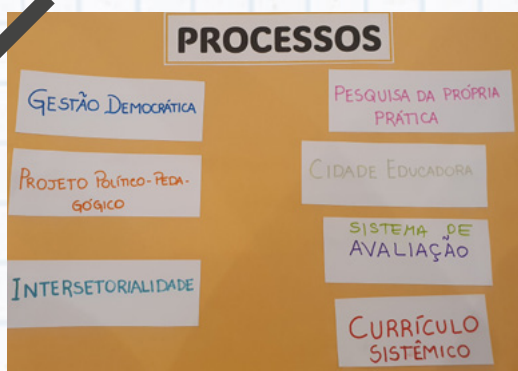 PROCESSOS
GESTÃO DEMOCRÁTICA
PROJETO POLÍTICO-PEDA-
GÓGICO
INTERSETORIALIDADE
PESQUISA DA PRÓPRIA
PRÁTICA
CIDADE EDUCADORA
SISTEMA DE
AVALIAÇÃO
CURRÍCULO
SISTÊMICO